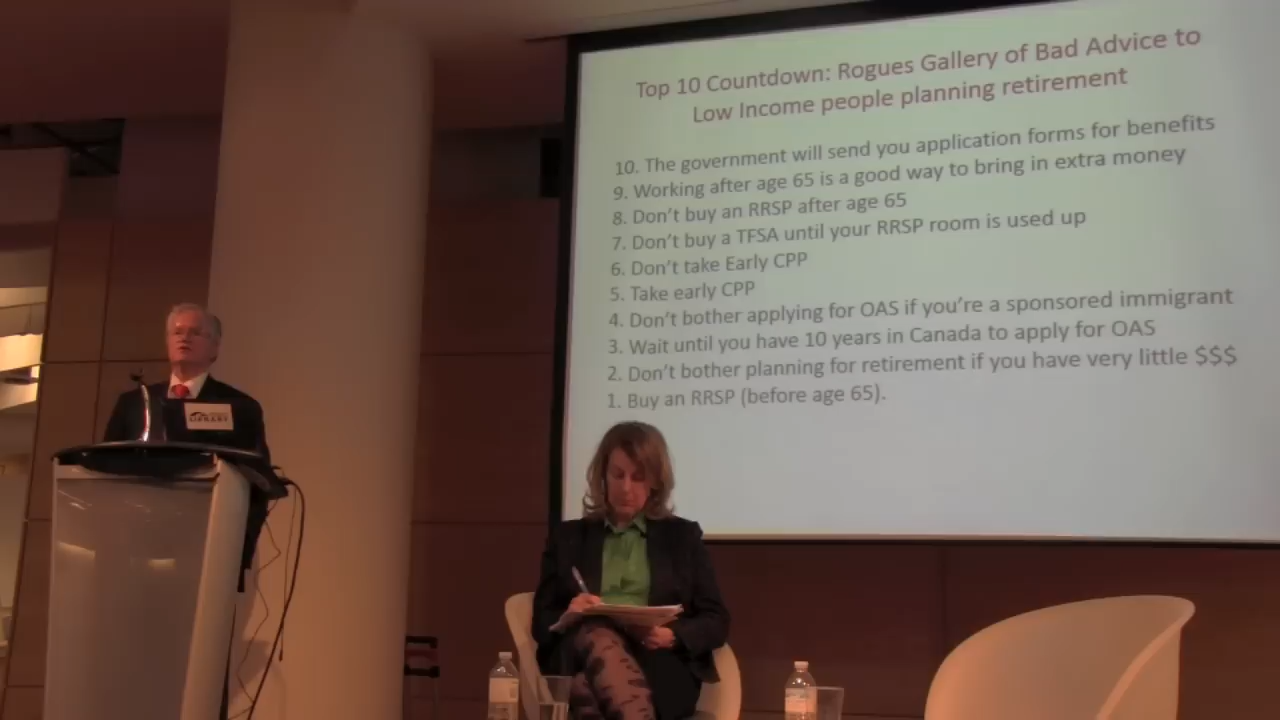 Top 10 Countdown: Rogues Gallery of Bad Advice to
Low Income people planning retirement
10. The government will send you application forms for benefits
9. Working after age 65 is a good way to bring in extra money
8. Don't buy an RRSP after age 65
7. Don't buy a TFSA until your RRSP room is used up
6. Don't take Early CPP
5. Take early CPP
4. Don't bother applying for OAS if you're a sponsored immigrant
3. Wait until you have 10 years in Canada to apply for OAS
2. Don't bother planning for retirement if you have very little $$$
1. Buy an RRSP (before age 65).
LIBRARY